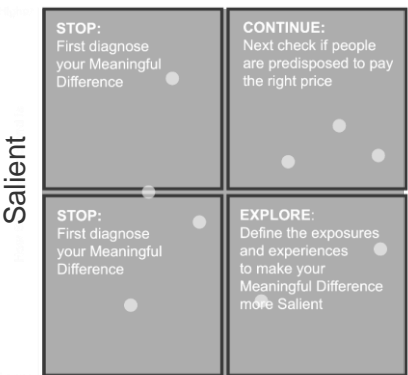 Salient
STOP:
First diagnose
your Meaningful
Difference
CONTINUE:
Next check if people
are predisposed to pay
the right price
STOP:
First diagnose
your Meaningful
Difference
EXPLORE:
Define the exposures
and experiences
to make your
Meaningful Difference
more Salient